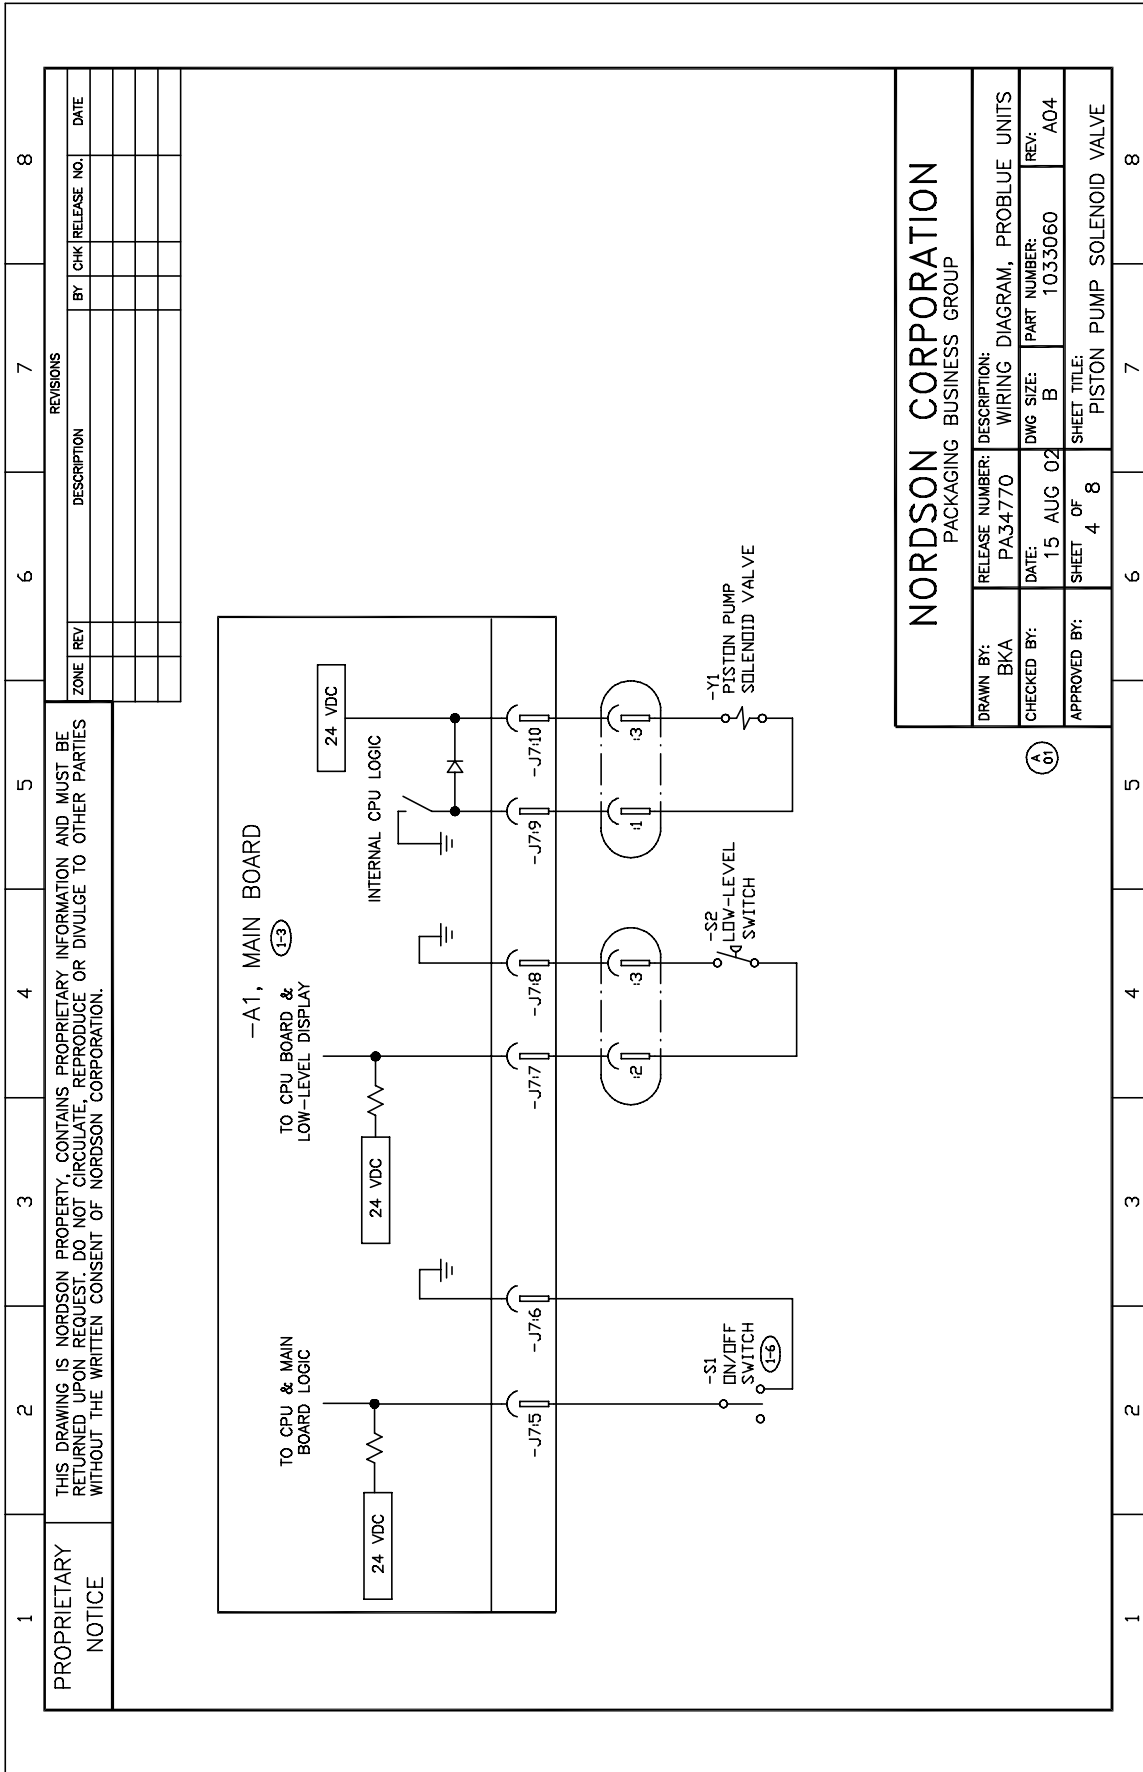 1
2
3
4
5
6
7
8
PROPRIETARY
NOTICE
THIS DRAWING IS NORDSON PROPERTY, CONTAINS PROPRIETARY INFORMATION AND MUST BE
RETURNED UPON REQUEST. DO NOT CIRCULATE, REPRODUCE OR DIVULGE TO OTHER PARTIES
WITHOUT THE WRITTEN CONSENT OF NORDSON CORPORATION.
REVISIONS
ZONE REV DESCRIPTION BY CHK RELEASE NO. DATE
-A1, MAIN BOARD
1-3
TO CPU & MAIN
BOARD LOGIC
24 VDC
TO CPU BOARD &
LOW-LEVEL DISPLAY
24 VDC
INTERNAL CPU LOGIC
24 VDC
-J7:5
-J7:6
-J7:7
-J7:8
-J7:9
-J7:10
:2
:3
:1
:3
-S1
ON/OFF
SWITCH
1-6
-S2
LOW-LEVEL
SWITCH
-Y1
PISTON PUMP
SOLENOID VALVE
A
01
NORDSON CORPORATION
PACKAGING BUSINESS GROUP
DRAWN BY:
BKA
RELEASE NUMBER:
PA34770
DESCRIPTION:
WIRING DIAGRAM, PROBLUE UNITS
CHECKED BY:
DATE:
15 AUG 02
DWG SIZE:
B
PART NUMBER:
1033060
REV:
A04
APPROVED BY:
SHEET OF
4 8
SHEET TITLE:
PISTON PUMP SOLENOID VALVE
1
2
3
4
5
6
7
8